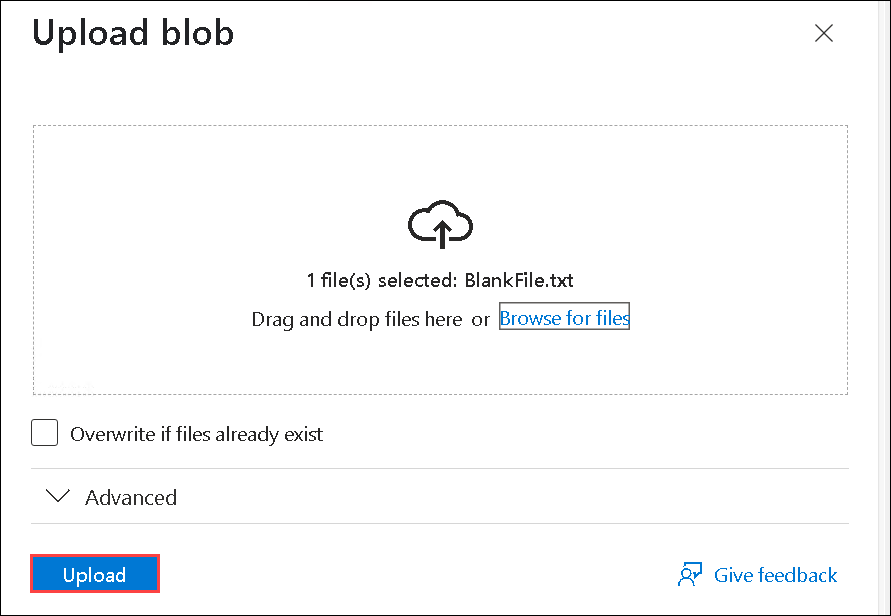 Upload blob
1 file(s) selected: BlankFile.txt
Drag and drop files here or Browse for files
Overwrite if files already exist
Advanced
Upload
Give feedback